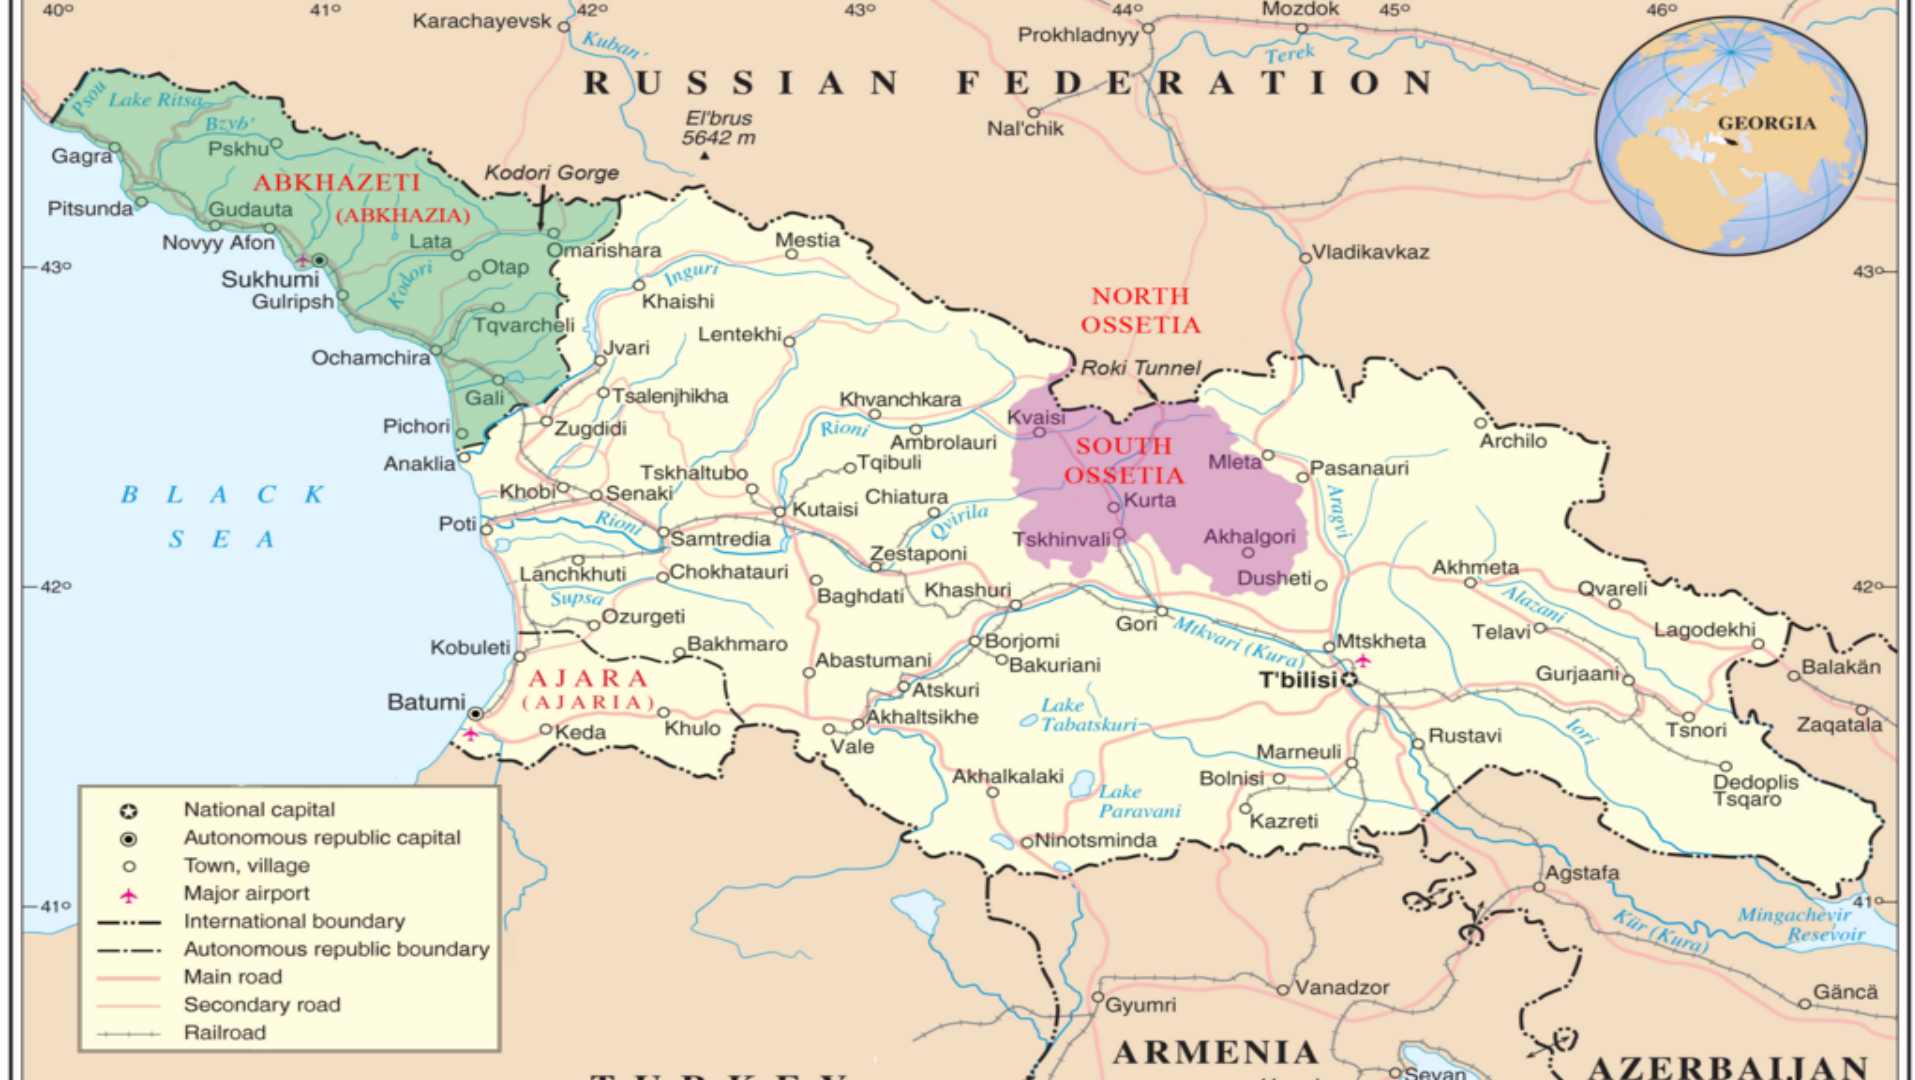 40°
41°
42°
43°
44°
45°
46°
Karachayevsk
Kuban'
Prokhladnyy
Mozdok
Terek
RUSSIAN FEDERATION
Psou
Lake Ritsa
Bzyb'
Pskhu
Gagra
El'brus
5642 m
Nal'chik
GEORGIA
Kodori Gorge
ABKHAZETI
(ABKHAZIA)
Pitsunda
Gudauta
Novyy Afon
Lata
Omarishara
Mestia
Vladikavkaz
43°
43°
Sukhumi
Gulripsh
Kodori
Otap
Inguri
Khaishi
NORTH
OSSETIA
Tqvarcheli
Lentekhi
Ochamchira
Jvari
Roki Tunnel
Gali
Tsalenjhikha
Khvanchkara
Kvaisi
Pichori
Zugdidi
Rioni
Ambrolauri
SOUTH
OSSETIA
Archilo
Anaklia
Tskhaltubo
Tqibuli
Mleta
Pasanauri
BLACK
SEA
Khobi
Senaki
Kutaisi
Chiatura
Kurta
Aragvi
Poti
Rioni
Samtredia
Qvirila
Tskhinvali
Akhalgori
Zestaponi
Lanchkhuti
Chokhatauri
Akhmeta
42°
42°
Supsa
Baghdati
Khashuri
Dusheti
Qvareli
Alazani
Ozurgeti
Gori
Mtkvari (Kura)
Telavi
Lagodekhi
Kobuleti
Bakhmaro
Borjomi
Mtskheta
Bakuriani
Abastumani
Balakän
AJARA
(AJARIA)
T'bilisi
Gurjaani
Batumi
Atskuri
Akhaltsikhe
Lake
Tabatskuri
Keda
Khulo
Vale
Rustavi
Iori
Tsnori
Zaqatala
Marneuli
Akhalkalaki
Bolnisi
Dedoplis
Tsqaro
Lake
Paravani
Kazreti
Ninotsminda
National capital
Autonomous republic capital
Town, village
Major airport
International boundary
Autonomous republic boundary
Main road
Secondary road
Railroad
41°
41°
Agstafa
Mingachevir
Resevoir
Kür (Kura)
Vanadzor
Gyumri
Gäncä
ARMENIA
AZERBAIJAN
TURKEY
Sevan